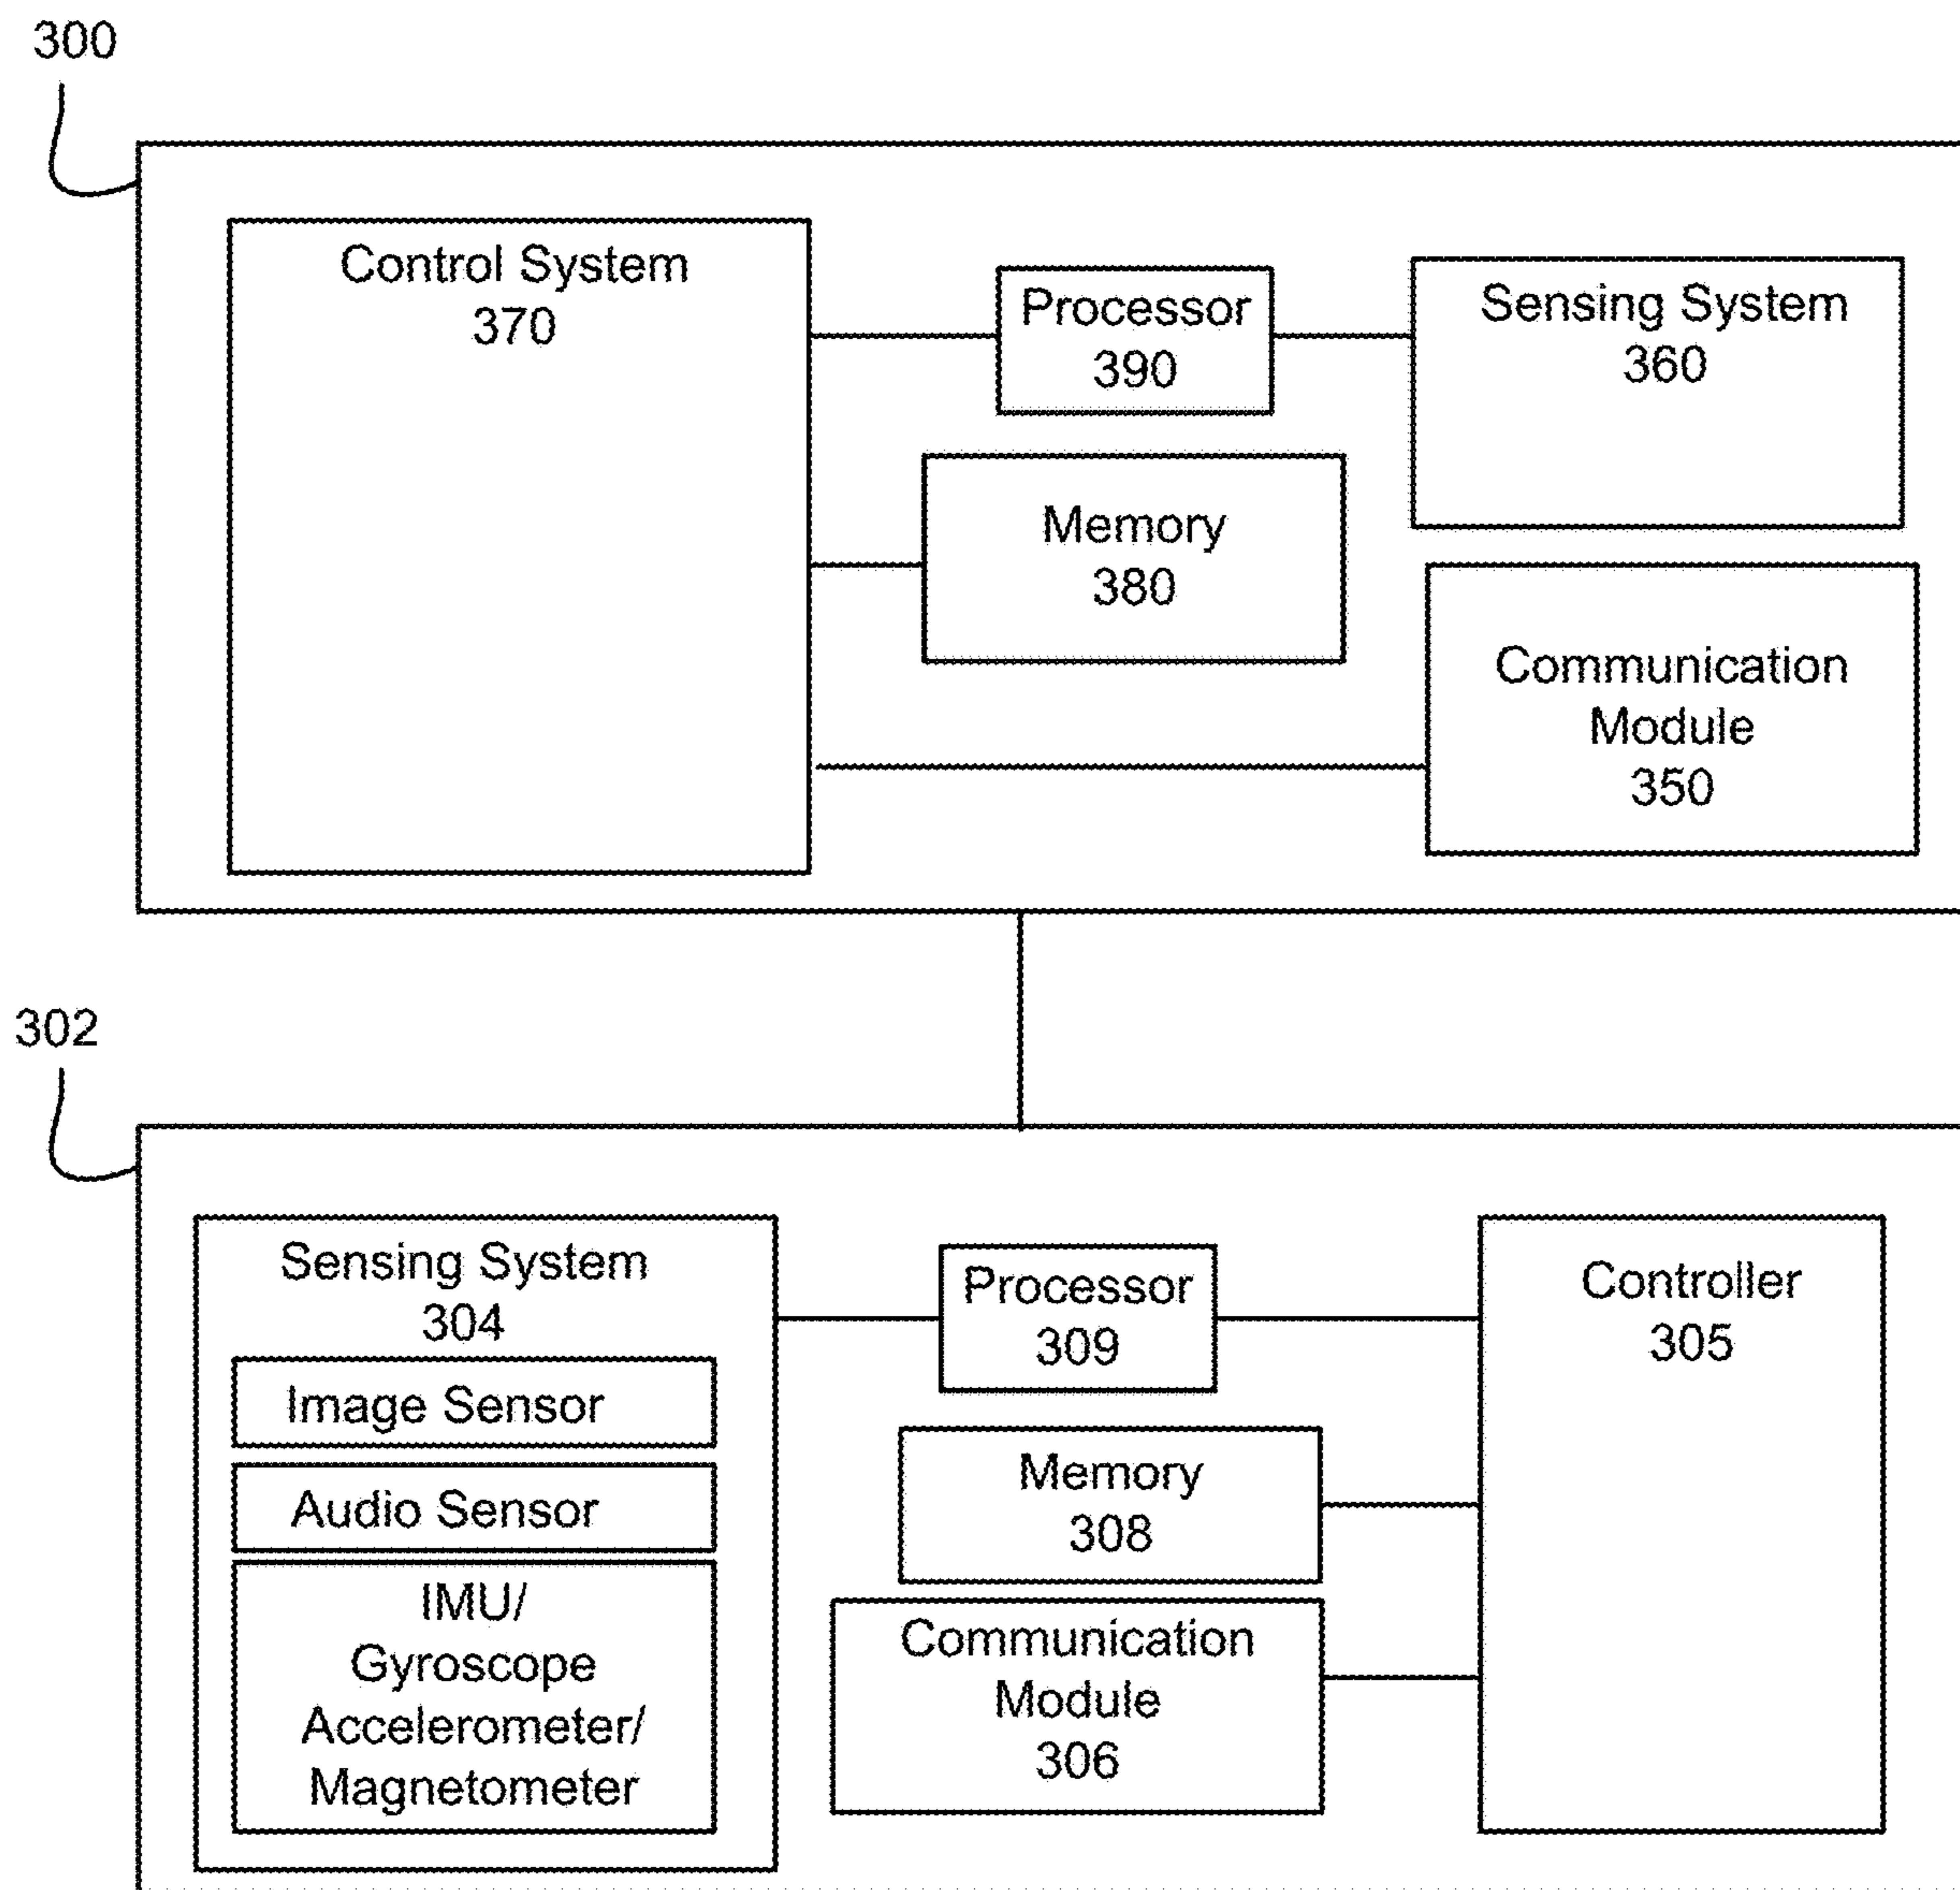 300
Control System
370
Processor
390
Sensing System
360
Memory
380
Communication
Module
350
302
Sensing System
304
Image Sensor
Audio Sensor
IMU/
Gyroscope
Accelerometer/
Magnetometer
Processor
309
Memory
308
Communication
Module
306
Controller
305